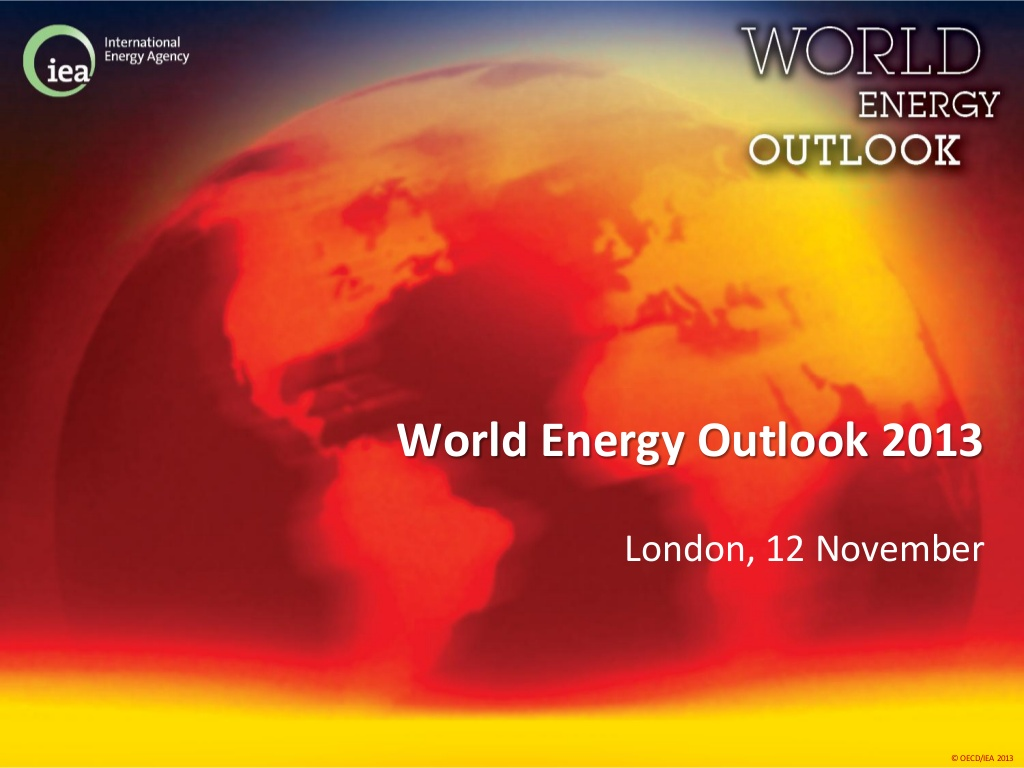 iea
International
Energy Agency
WORLD
ENERGY
OUTLOOK
World Energy Outlook 2013
London, 12 November
© OECD/IEA 2013